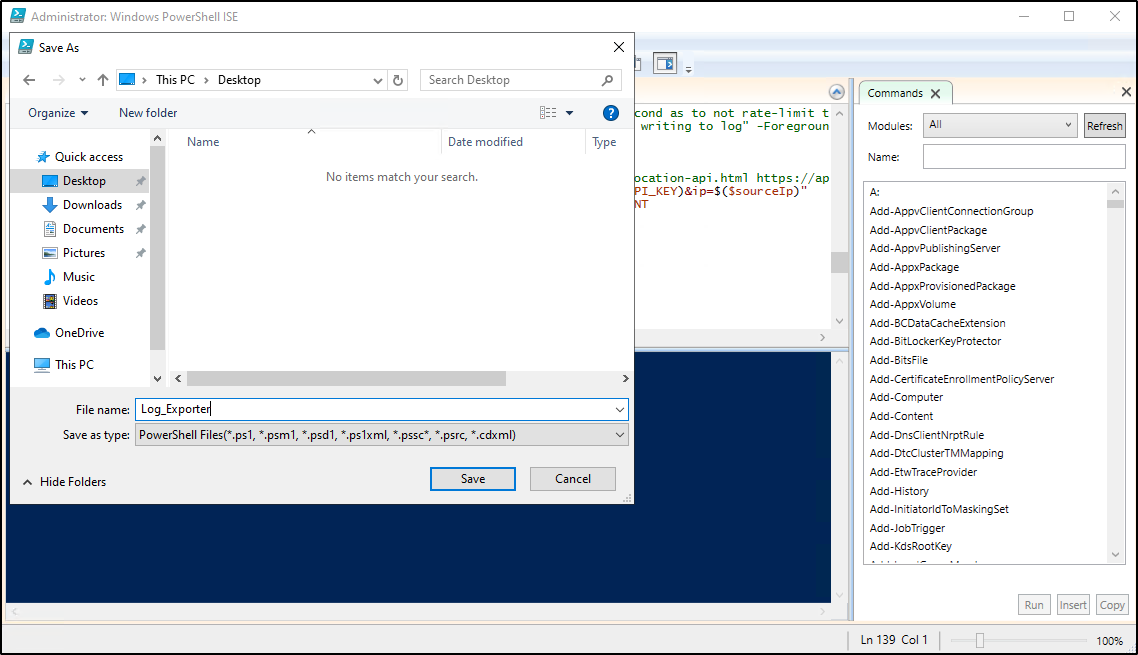 Administrator: Windows PowerShell ISE
Save As
This PC > Desktop
Search Desktop
Organize
New folder
?
Name
Date modified
Type
No items match your search.
Quick access
Desktop
Downloads
Documents
Pictures
Music
Videos
OneDrive
This PC
File name: Log_Exporter
Save as type: PowerShell Files(*.ps1, *.psm1, *.psd1, *.ps1xml, *.pssc*, *.psrc, *.cdxml)
Hide Folders
Save
Cancel
cond as to not rate-limit t
writing to log" -Foregroun
ocation-api.html https://ap
PI_KEY)&ip=$($sourceIp)"
NT
Commands
Modules: All
Refresh
Name:
A:
Add-AppvClientConnectionGroup
Add-AppvClientPackage
Add-AppvPublishingServer
Add-AppxPackage
Add-AppxProvisionedPackage
Add-AppxVolume
Add-BCDataCacheExtension
Add-BitLockerKeyProtector
Add-BitsFile
Add-CertificateEnrollmentPolicyServer
Add-Computer
Add-Content
Add-DnsClientNrptRule
Add-DtcClusterTMMapping
Add-EtwTraceProvider
Add-History
Add-InitiatorIdToMaskingSet
Add-JobTrigger
Add-KdsRootKey
Run
Insert
Copy
Ln 139 Col 1
100%